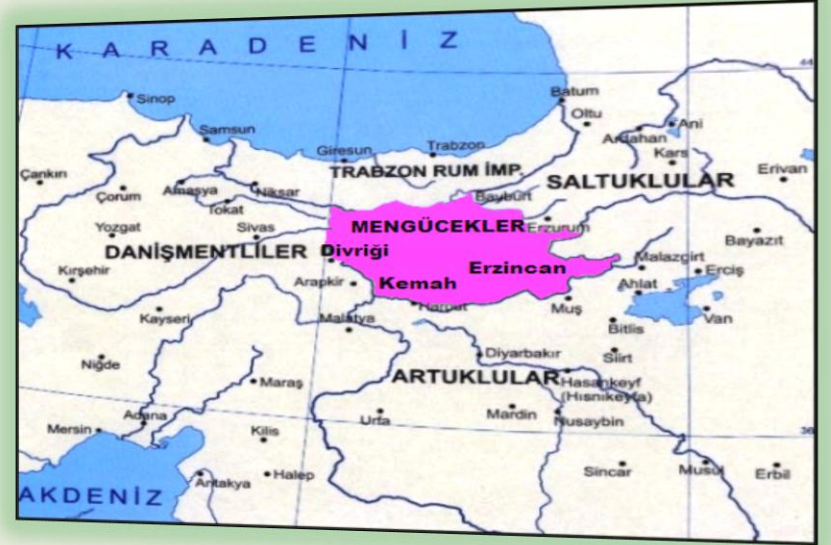 KARADENİZ
44
Batum
Sinop
Oltu
Ani
Samsun
Ardahan
Giresun
Trabzon
Kars
Çankırı
TRABZON RUM İMP.
Erivan
Çorum
Amasya
Niksar
Bayburt
SALTUKLULAR
Tokat
Yozgat
Sivas
MENGÜCEKLER
Erzurum
Bayazıt
DANİŞMENTLİLER
Divriği
Malazgirt
Kırşehir
Arapkir
Kemah
Erzincan
Ahlat
Erciş
Kayseri
Malatya
Harput
Muş
Van
Bitlis
Niğde
Diyarbakır
Siirt
Maraş
ARTUKLULAR
Hasankeyf
(Hısnıkeyfa)
Adana
Urfa
Mardin
Nusaybin
Mersin
Kilis
AKDENİZ
Antakya
Halep
Sincar
Musul
Erbil